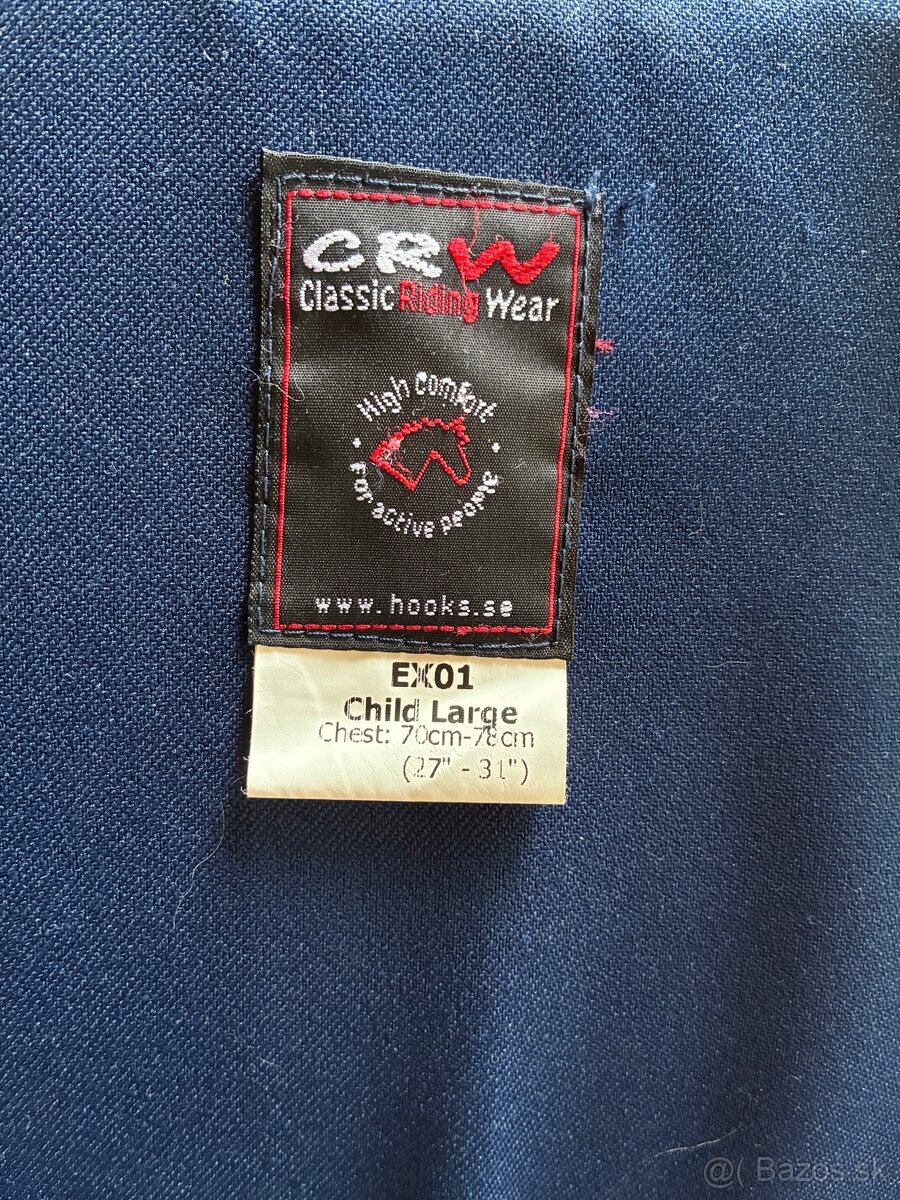 CRW
Classic Riding Wear
High comfort
• For active people •
www.hooks.se
EX01
Child Large
Chest: 70cm-78cm
(27" - 31")
@( Bazos.sk